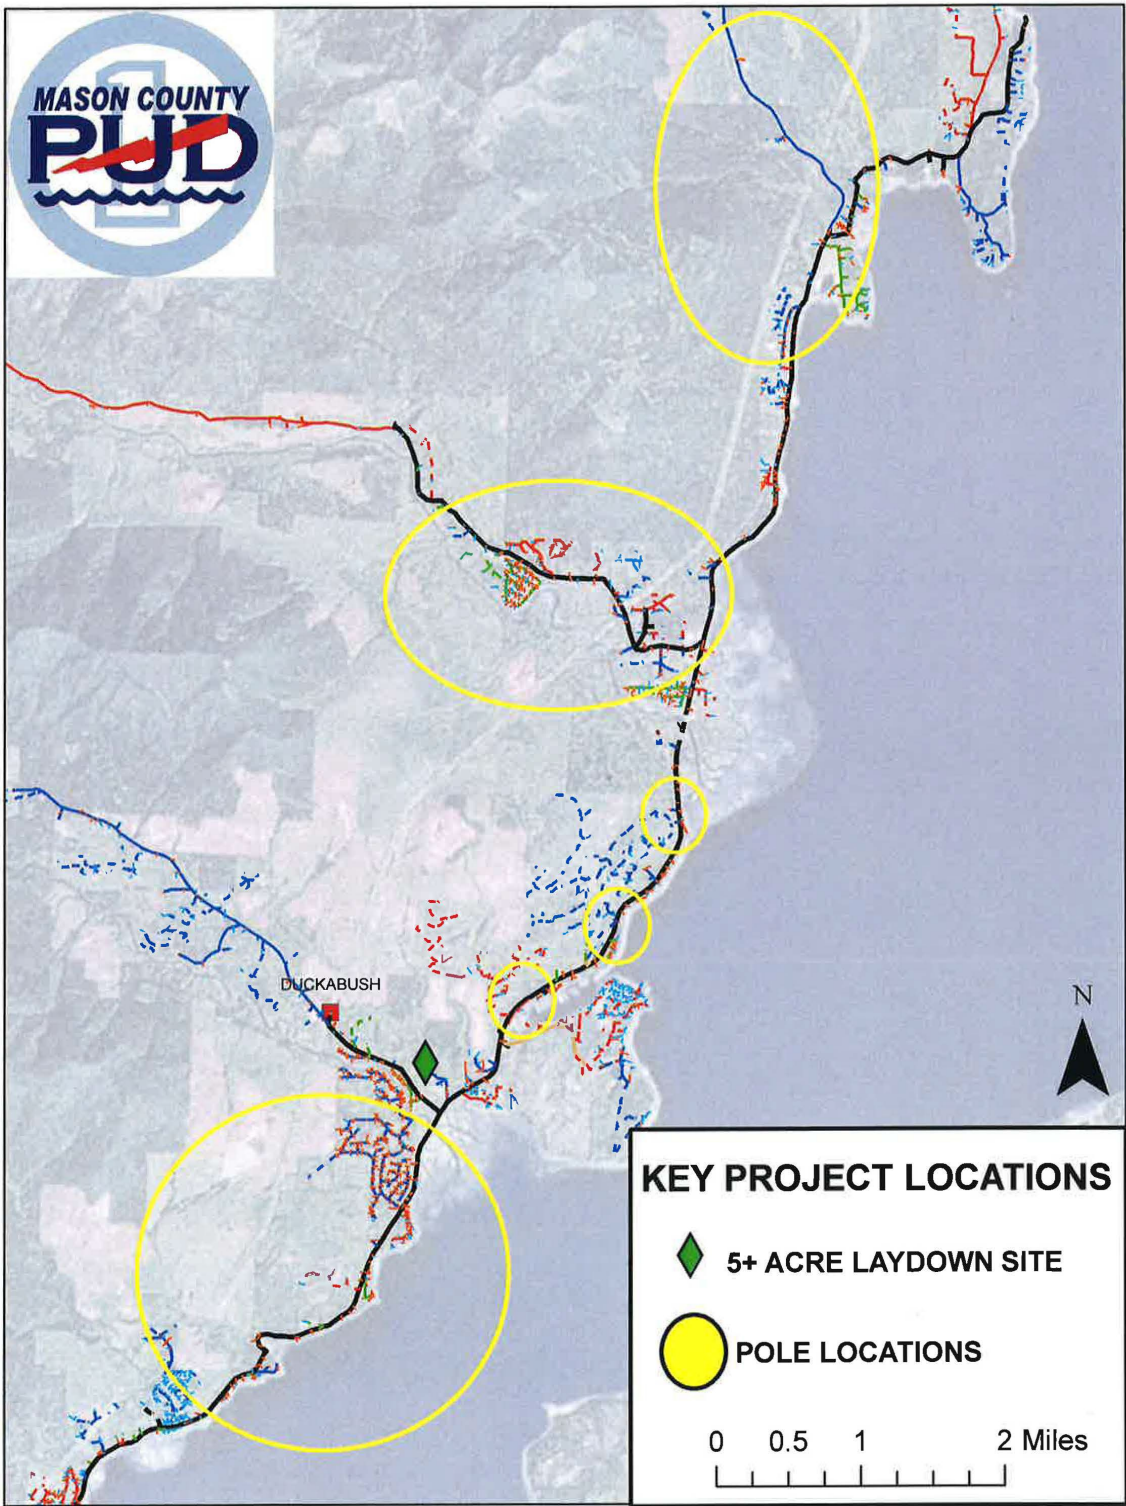 MASON COUNTY
PUD
1
DUCKABUSH
N
KEY PROJECT LOCATIONS
5+ ACRE LAYDOWN SITE
POLE LOCATIONS
0 0.5 1 2 Miles